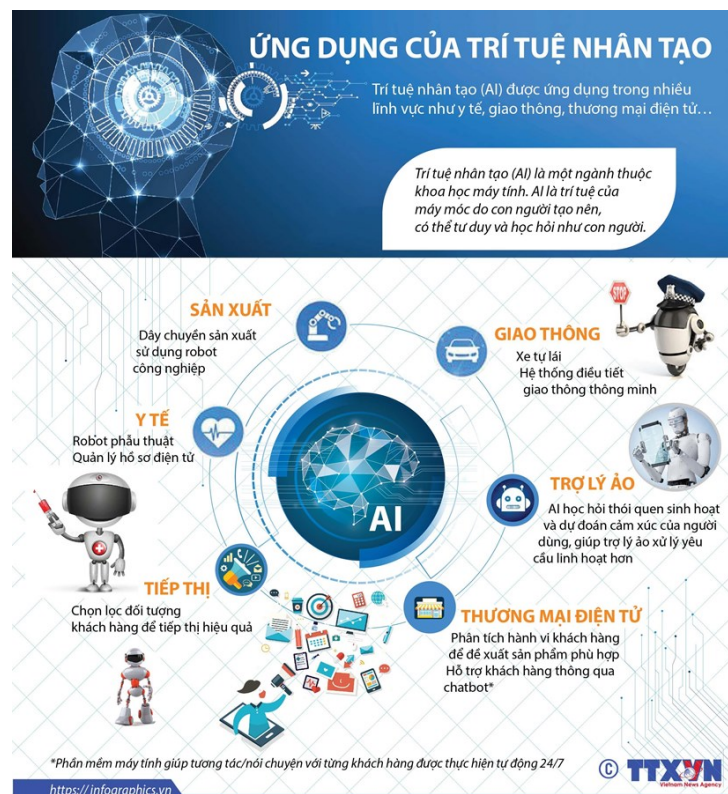 ỨNG DỤNG CỦA TRÍ TUỆ NHÂN TẠO
Trí tuệ nhân tạo (AI) được ứng dụng trong nhiều
lĩnh vực như y tế, giao thông, thương mại điện tử...
Trí tuệ nhân tạo (AI) là một ngành thuộc
khoa học máy tính. AI là trí tuệ của
máy móc do con người tạo nên,
có thể tư duy và học hỏi như con người.
SẢN XUẤT
Dây chuyền sản xuất
sử dụng robot
công nghiệp
GIAO THÔNG
Xe tự lái
Hệ thống điều tiết
giao thông thông minh
STOP
Y TẾ
Robot phẫu thuật
Quản lý hồ sơ điện tử
AI
TRỢ LÝ ẢO
AI học hỏi thói quen sinh hoạt
và dự đoán cảm xúc của người
dùng, giúp trợ lý ảo xử lý yêu
cầu linh hoạt hơn
TIẾP THỊ
Chọn lọc đối tượng
khách hàng để tiếp thị hiệu quả
THƯƠNG MẠI ĐIỆN TỬ
Phân tích hành vi khách hàng
để đề xuất sản phẩm phù hợp
Hỗ trợ khách hàng thông qua
chatbot*
*Phần mềm máy tính giúp tương tác/nói chuyện với từng khách hàng được thực hiện tự động 24/7
© TTXVN
Vietnam News Agency
https://infographics.vn